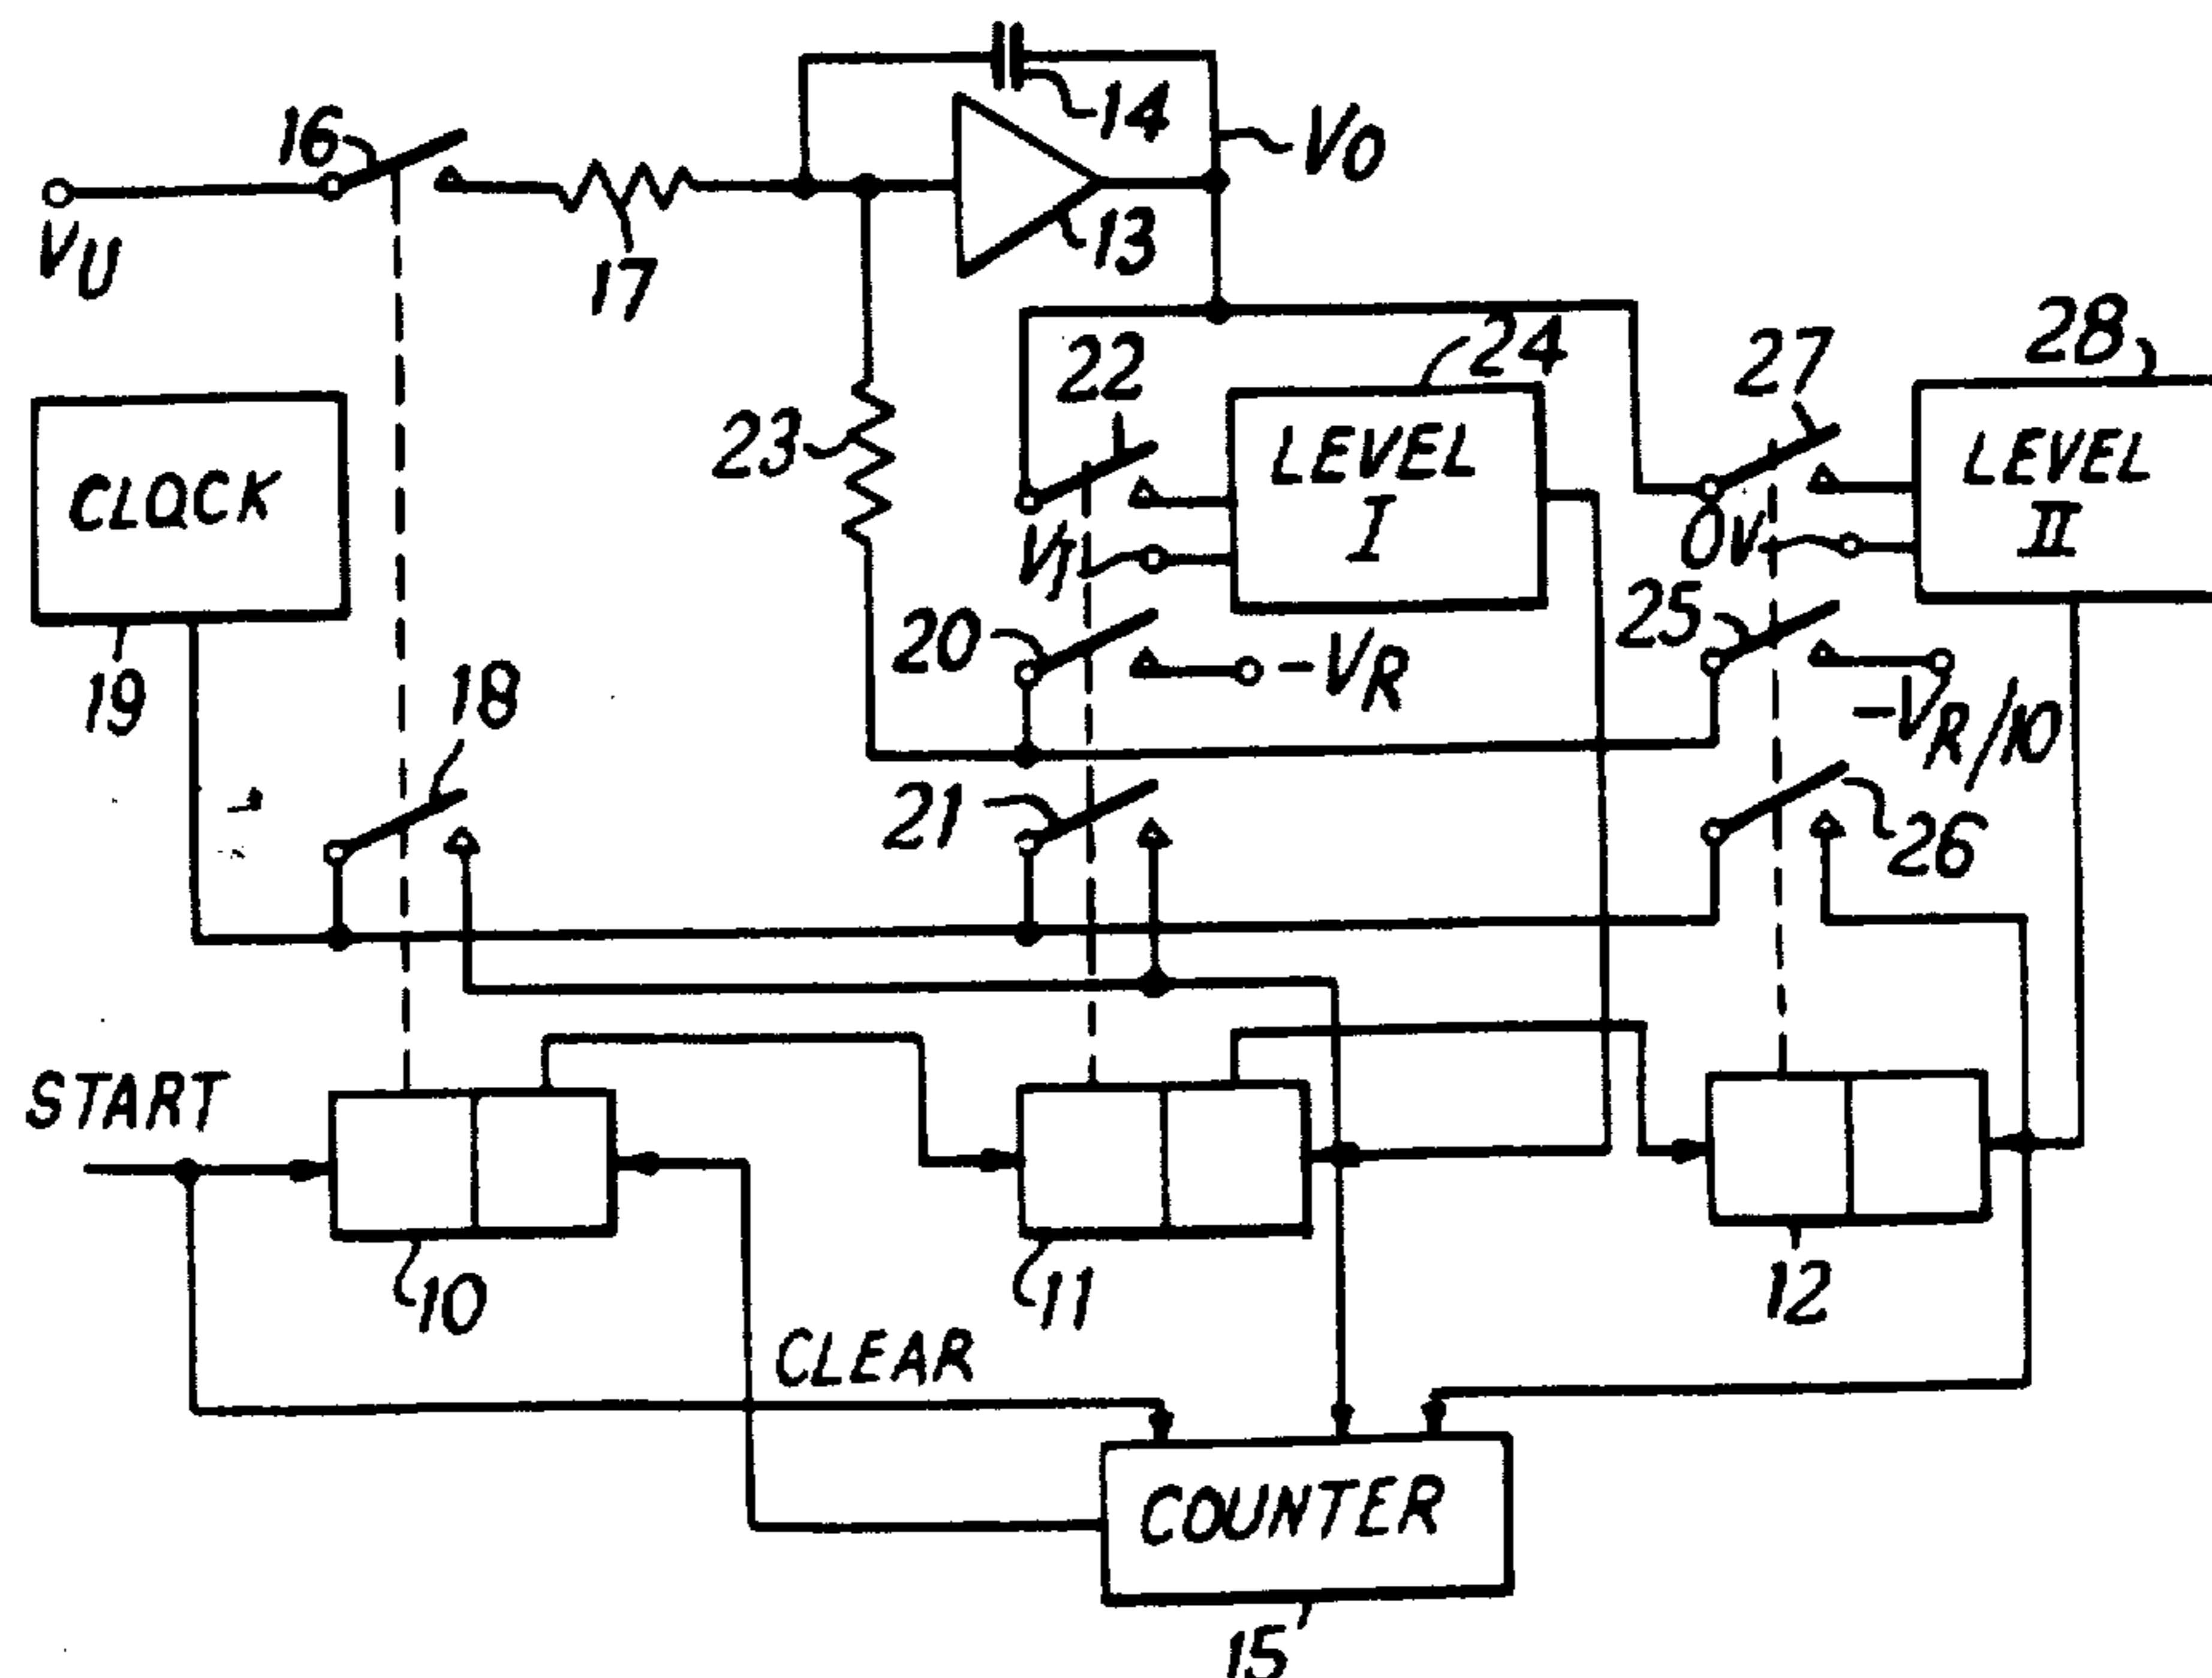 14
16
VO
VU
13
17
24
28
22
27
23
CLOCK
LEVEL
I
LEVEL
II
V1
0V
20
25
-VR
19
18
-VR/10
21
26
START
10
11
12
CLEAR
COUNTER
15